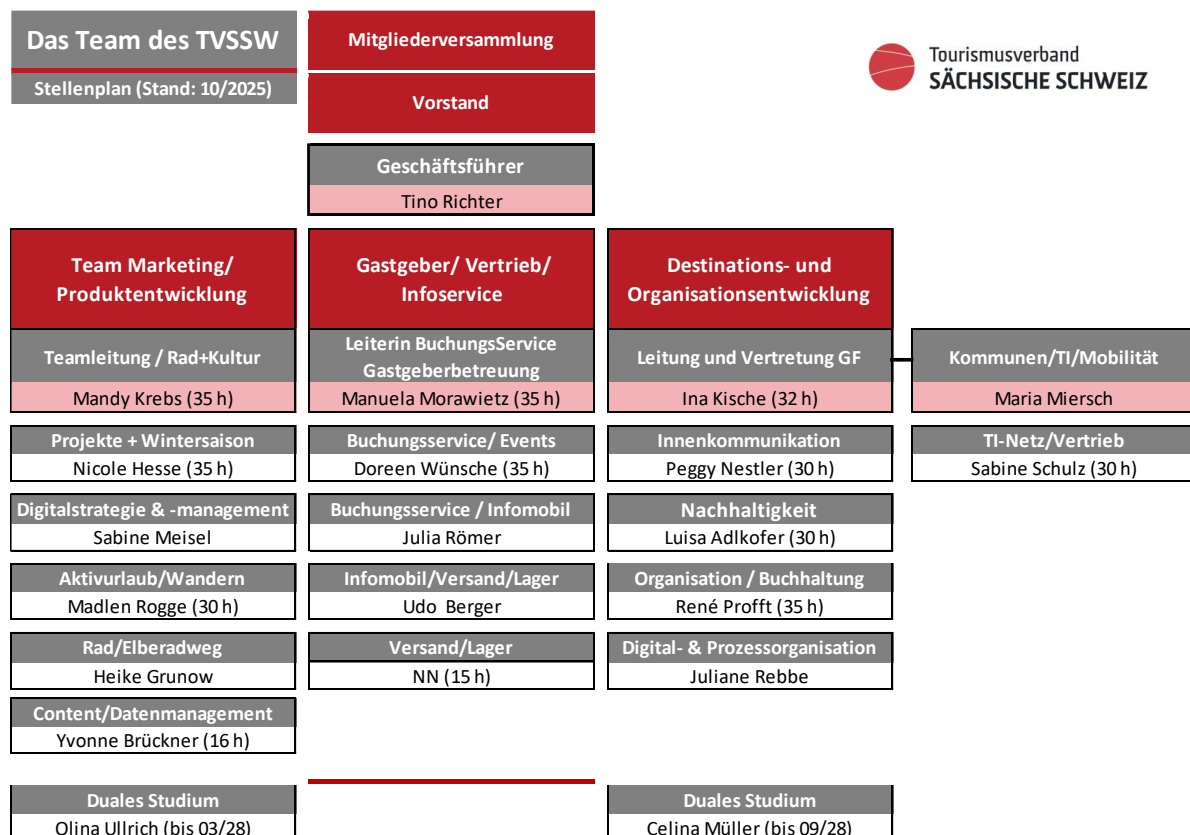 Das Team des TVSSW
Stellenplan (Stand: 10/2025)
Mitgliederversammlung
Vorstand
Tourismusverband
SÄCHSISCHE SCHWEIZ
Geschäftsführer
Tino Richter
Team Marketing/
Produktentwicklung
Teamleitung / Rad+Kultur
Mandy Krebs (35 h)
Projekte + Wintersaison
Nicole Hesse (35 h)
Digitalstrategie & -management
Sabine Meisel
Aktivurlaub/Wandern
Madlen Rogge (30 h)
Rad/Elberadweg
Heike Grunow
Content/Datenmanagement
Yvonne Brückner (16 h)
Duales Studium
Olina Ullrich (bis 03/28)
Gastgeber/ Vertrieb/
Infoservice
Leiterin BuchungsService
Gastgeberbetreuung
Manuela Morawietz (35 h)
Buchungsservice/ Events
Doreen Wünsche (35 h)
Buchungsservice / Infomobil
Julia Römer
Infomobil/Versand/Lager
Udo Berger
Versand/Lager
NN (15 h)
Destinations- und
Organisationsentwicklung
Leitung und Vertretung GF
Ina Kische (32 h)
Innenkommunikation
Peggy Nestler (30 h)
Nachhaltigkeit
Luisa Adlkofer (30 h)
Organisation / Buchhaltung
René Profft (35 h)
Digital- & Prozessorganisation
Juliane Rebbe
Duales Studium
Celina Müller (bis 09/28)
Kommunen/TI/Mobilität
Maria Miersch
TI-Netz/Vertrieb
Sabine Schulz (30 h)